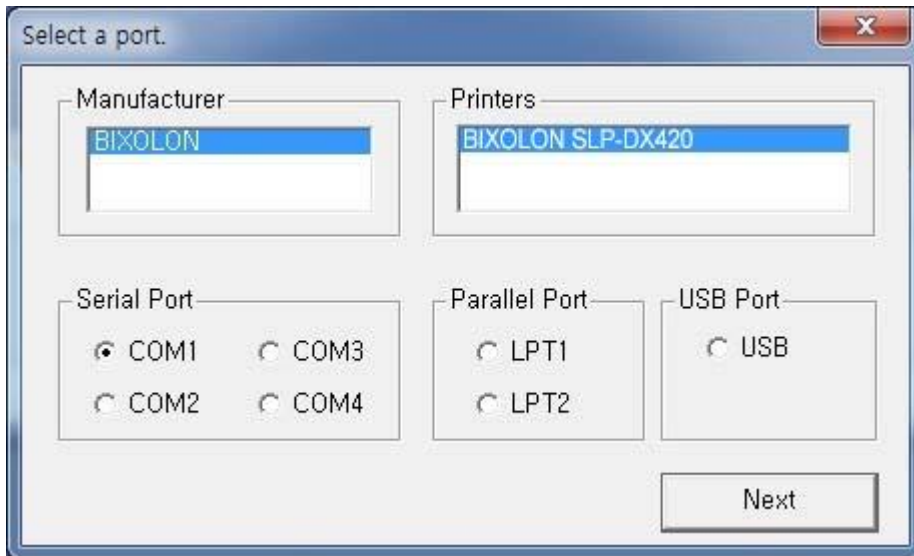 Select a port.
Manufacturer
BIXOLON
Printers
BIXOLON SLP-DX420
Serial Port
COM1
COM3
COM2
COM4
Parallel Port
LPT1
LPT2
USB Port
USB
Next